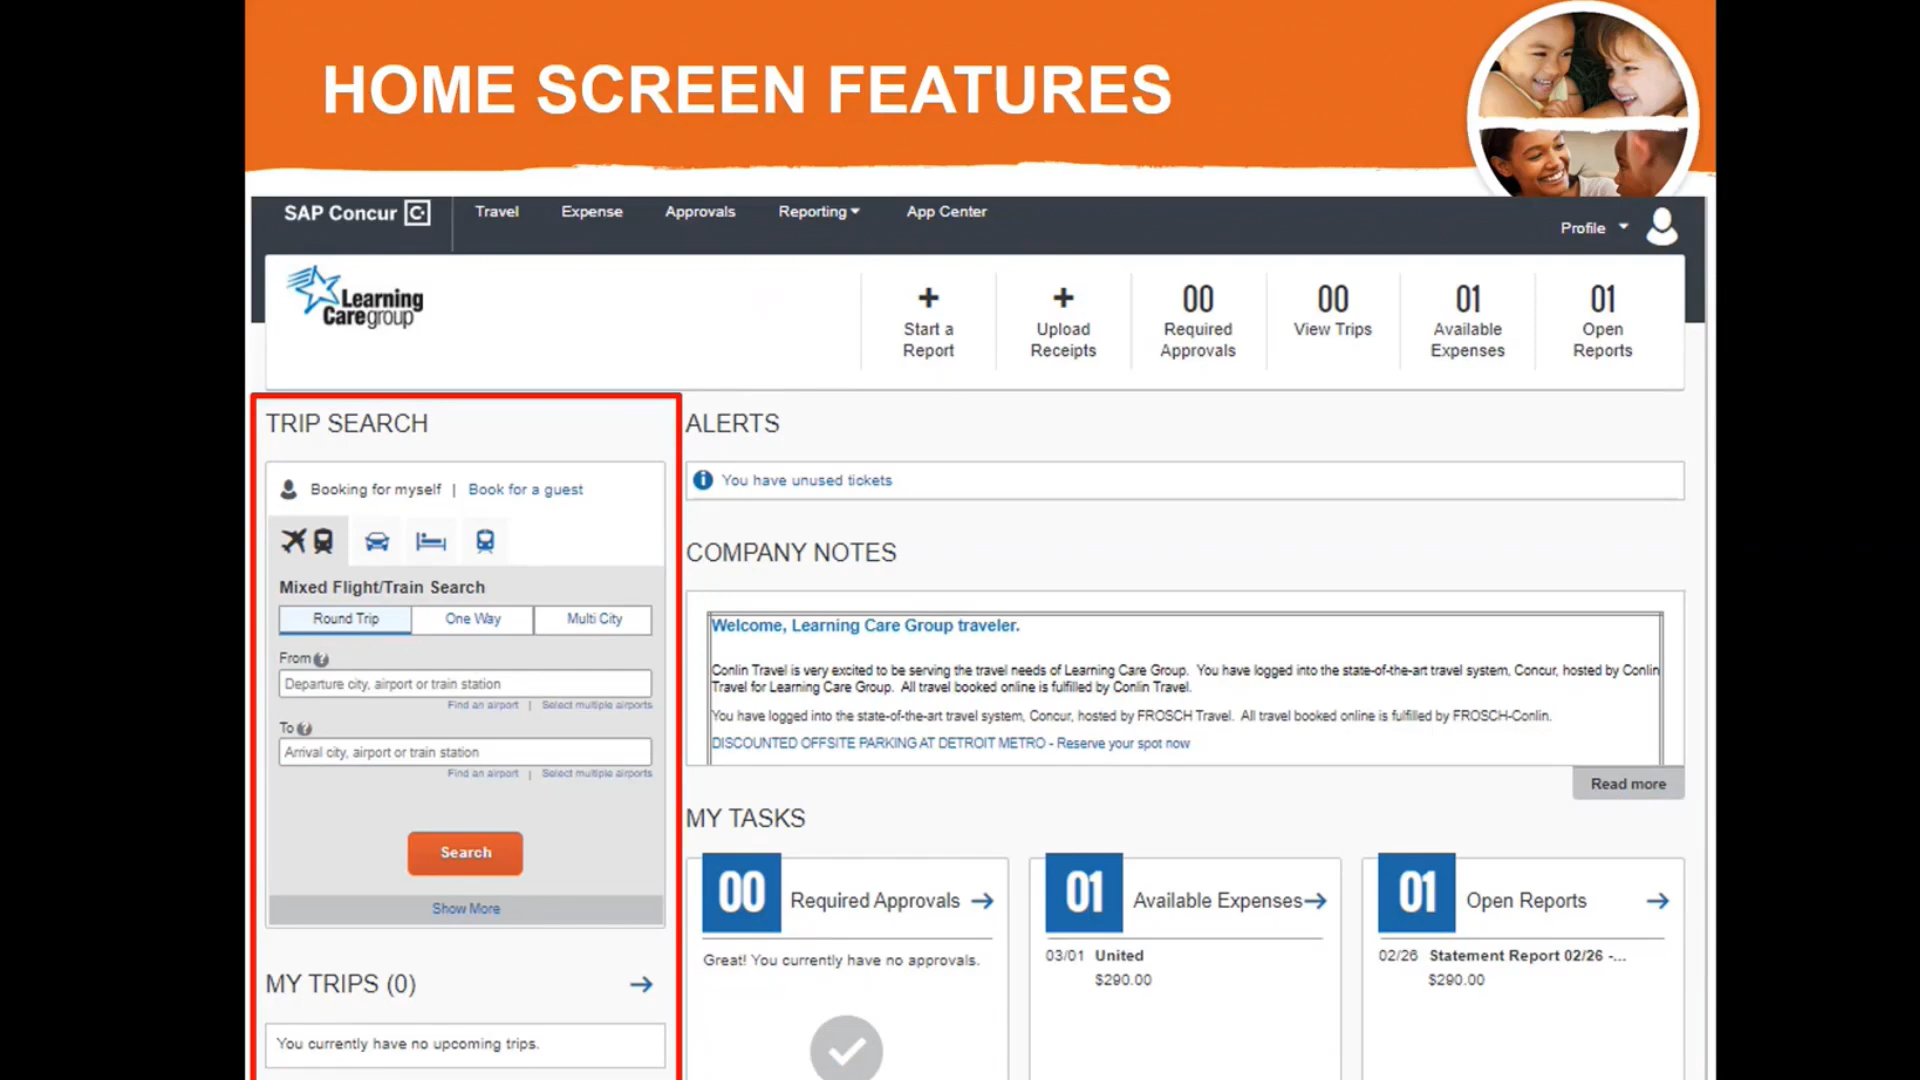 HOME SCREEN FEATURES
SAP Concur C.
Travel
Expense
Approvals
Reporting
App Center
Profile
Learning
Caregroup
+
Start a
Report
+
Upload
Receipts
00
Required
Approvals
00
View Trips
01
Available
Expenses
01
Open
Reports
TRIP SEARCH
Booking for myself | Book for a guest
Mixed Flight/Train Search
Round Trip
One Way
Multi City
From ?
Departure city, airport or train station
Find an airport | Select multiple airports
To ?
Arrival city, airport or train station
Find an airport | Select multiple airports
Search
Show More
MY TRIPS (0)
You currently have no upcoming trips.
ALERTS
i You have unused tickets
COMPANY NOTES
Welcome, Learning Care Group traveler.
Conlin Travel is very excited to be serving the travel needs of Learning Care Group. You have logged into the state-of-the-art travel system, Concur, hosted by Conlin
Travel for Learning Care Group. All travel booked online is fulfilled by Conlin Travel.
You have logged into the state-of-the-art travel system, Concur, hosted by FROSCH Travel. All travel booked online is fulfilled by FROSCH-Conlin.
DISCOUNTED OFFSITE PARKING AT DETROIT METRO - Reserve your spot now
Read more
MY TASKS
00 Required Approvals
Great! You currently have no approvals.
01 Available Expenses
03/01 United
$290.00
01 Open Reports
02/26 Statement Report 02/26 -...
$290.00